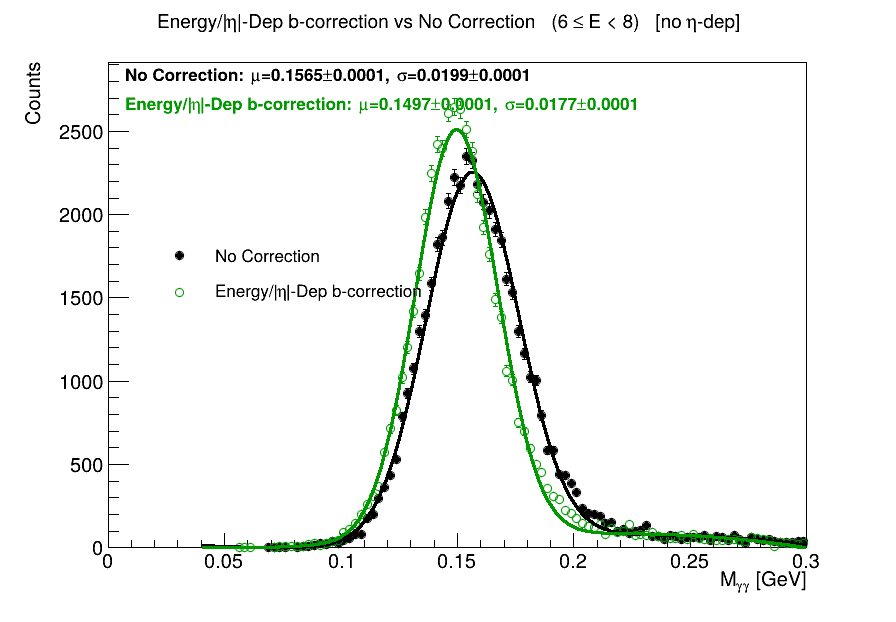 Energy/|η|-Dep b-correction vs No Correction (6 ≤ E < 8) [no η-dep]
Counts
No Correction: μ=0.1565±0.0001, σ=0.0199±0.0001
Energy/|η|-Dep b-correction: μ=0.1497±0.0001, σ=0.0177±0.0001
2500
2000
No Correction
Energy/|η|-Dep b-correction
1500
1000
500
0
0 0.05 0.1 0.15 0.2 0.25 0.3
Mγγ [GeV]